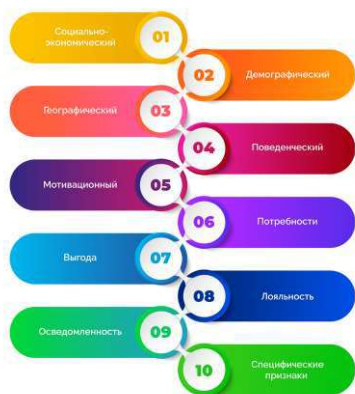 Социально-
экономический
01
02
Демографический
Географический
03
04
Поведенческий
Мотивационный
05
06
Потребности
Выгода
07
08
Лояльность
Осведомленность
09
10
Специфические
признаки